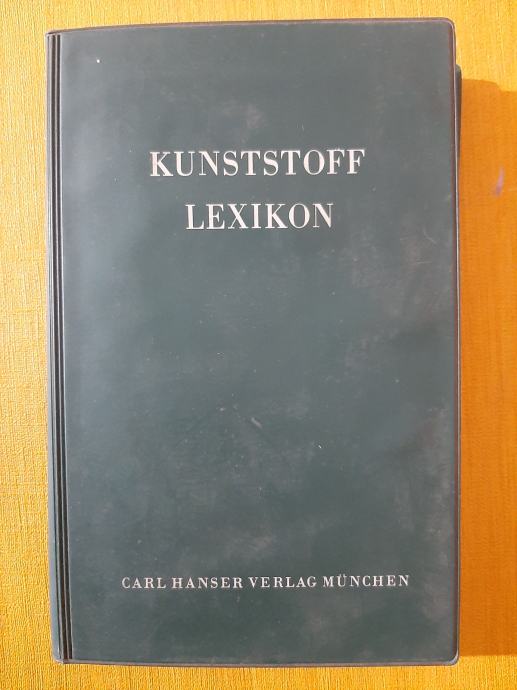 KUNSTSTOFF
LEXIKON
CARL HANSER VERLAG MÜNCHEN